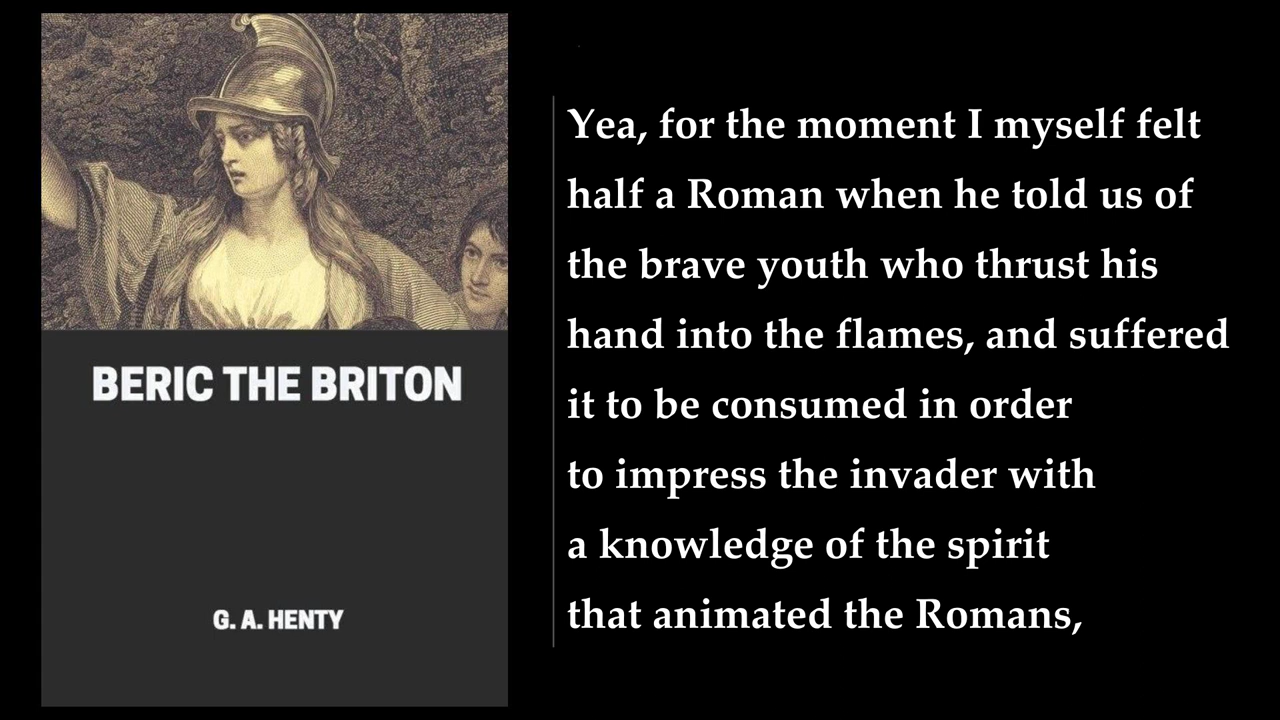 BERIC THE BRITON
G. A. HENTY
Yea, for the moment I myself felt
half a Roman when he told us of
the brave youth who thrust his
hand into the flames, and suffered
it to be consumed in order
to impress the invader with
a knowledge of the spirit
that animated the Romans,